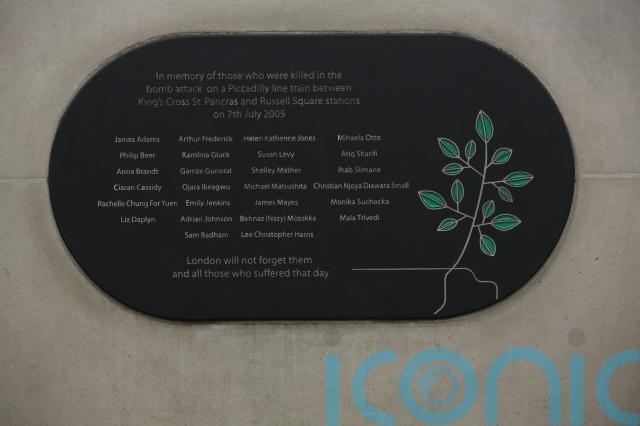 In memory of those who were killed in the
bomb attack on a Piccadilly line train between
King's Cross St. Pancras and Russell Square stations
on 7th July 2005
James Adams Arthur Frederick Helen Katherine Jones Mihaela Otto
Philip Beer Karolina Gluck Susan Levy Atiq Sharifi
Anna Brandt Gamze Gunoral Shelley Mather Ihab Slimane
Ciaran Cassidy Ojara Ikeagwu Michael Matsushita Christian Njoya Diawara Small
Rachelle Chung For Yuen Emily Jenkins James Mayes Monika Suchocka
Liz Daplyn Adrian Johnson Behnaz (Nazy) Mozakka Mala Trivedi
Sam Badham Lee Christopher Harris
London will not forget them
and all those who suffered that day
iconic